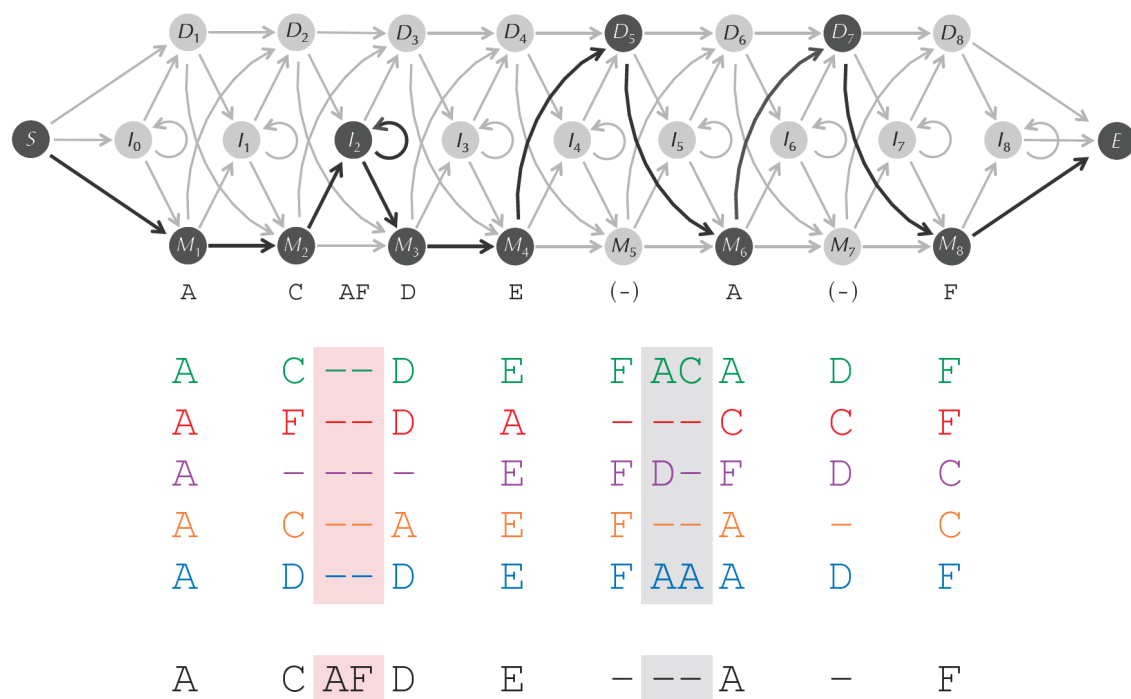 D1 D2 D3 D4 D5 D6 D7 D8
S I0 I1 I2 I3 I4 I5 I6 I7 I8 E
M1 M2 M3 M4 M5 M6 M7 M8
A C AF D E (-) A (-) F
A C -- D E F AC A D F
A F -- D A - -- C C F
A - -- - E F D- F D C
A C -- A E F -- A - C
A D -- D E F AA A D F
A C AF D E - -- A - F